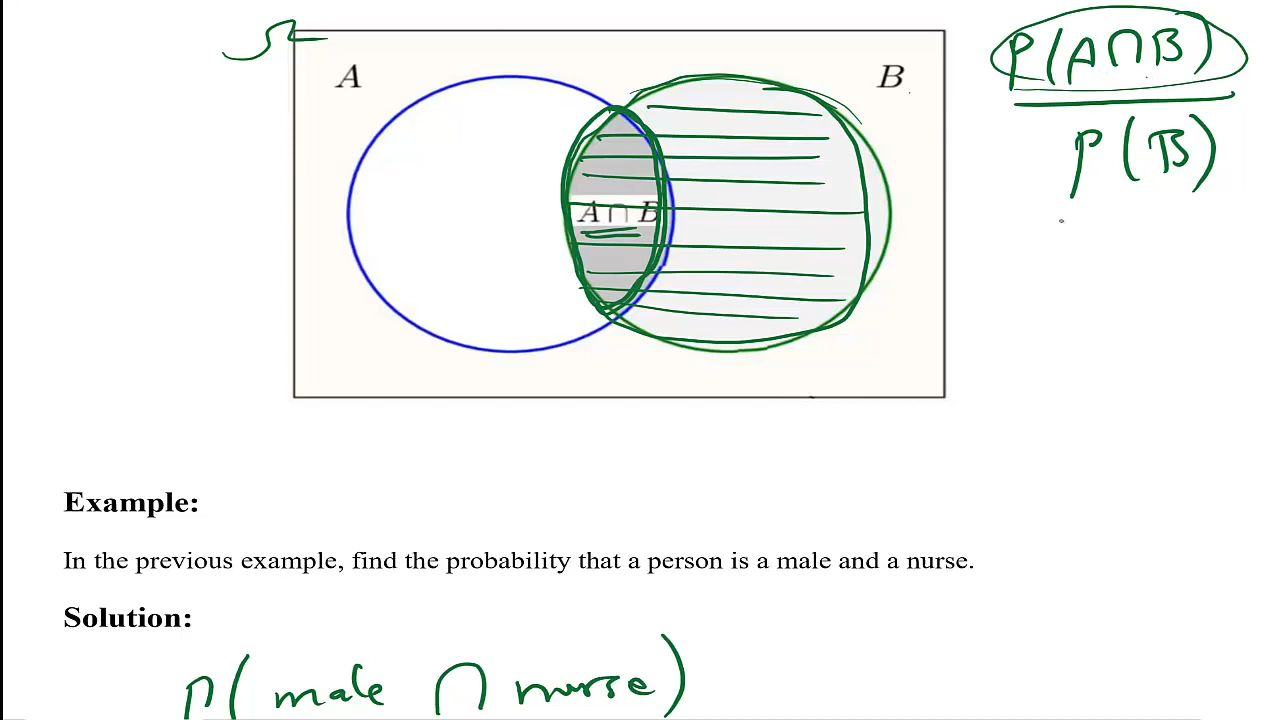 Ω
A
B
P(A∩B)
P(B)
A ∩ B
Example:
In the previous example, find the probability that a person is a male and a nurse.
Solution:
P(male ∩ nurse)